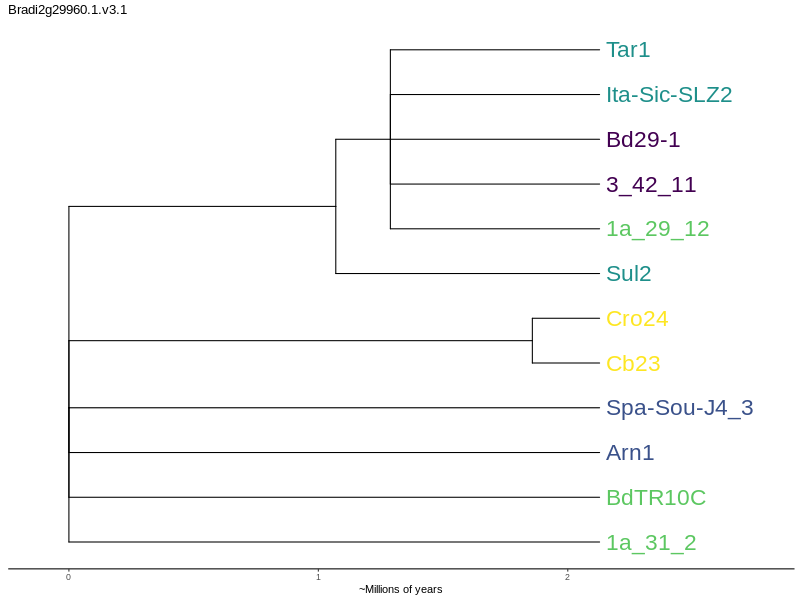 Bradi2g29960.1.v3.1
Tar1
Ita-Sic-SLZ2
Bd29-1
3_42_11
1a_29_12
Sul2
Cro24
Cb23
Spa-Sou-J4_3
Arn1
BdTR10C
1a_31_2
0 1 2
~Millions of years